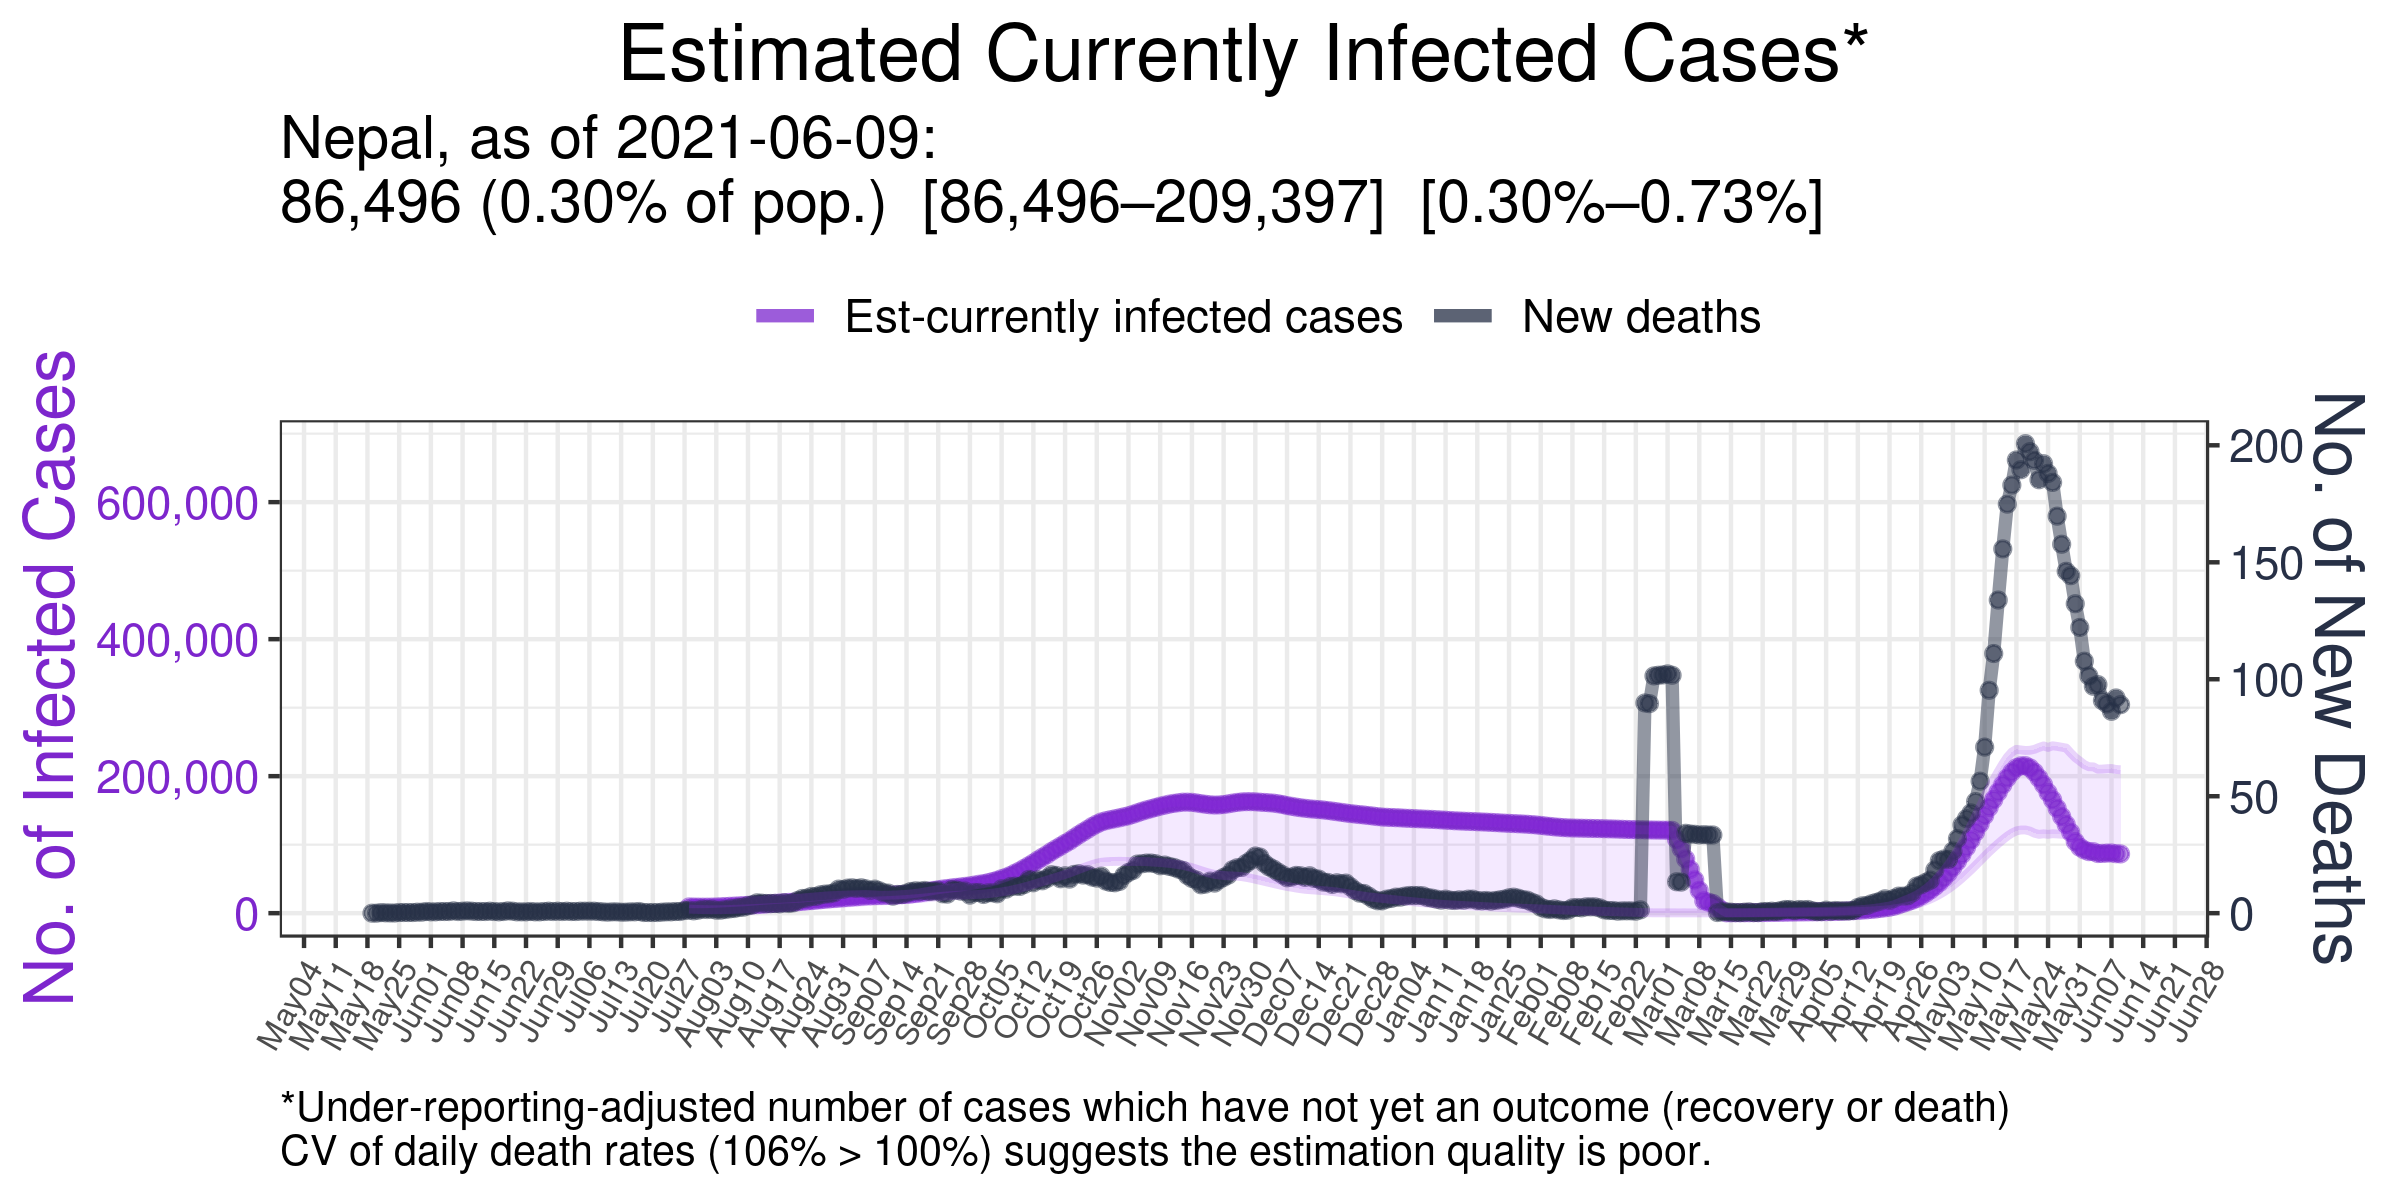 Estimated Currently Infected Cases*
Nepal, as of 2021-06-09:
86,496 (0.30% of pop.) [86,496–209,397] [0.30%–0.73%]
Est-currently infected cases
New deaths
No. of Infected Cases
600,000
400,000
200,000
0
No. of New Deaths
200
150
100
50
0
May04
May11
May18
May25
Jun01
Jun08
Jun15
Jun22
Jun29
Jul06
Jul13
Jul20
Jul27
Aug03
Aug10
Aug17
Aug24
Aug31
Sep07
Sep14
Sep21
Sep28
Oct05
Oct12
Oct19
Oct26
Nov02
Nov09
Nov16
Nov23
Nov30
Dec07
Dec14
Dec21
Dec28
Jan04
Jan11
Jan18
Jan25
Feb01
Feb08
Feb15
Feb22
Mar01
Mar08
Mar15
Mar22
Mar29
Apr05
Apr12
Apr19
Apr26
May03
May10
May17
May24
May31
Jun07
Jun14
Jun21
Jun28
*Under-reporting-adjusted number of cases which have not yet an outcome (recovery or death)
CV of daily death rates (106% > 100%) suggests the estimation quality is poor.